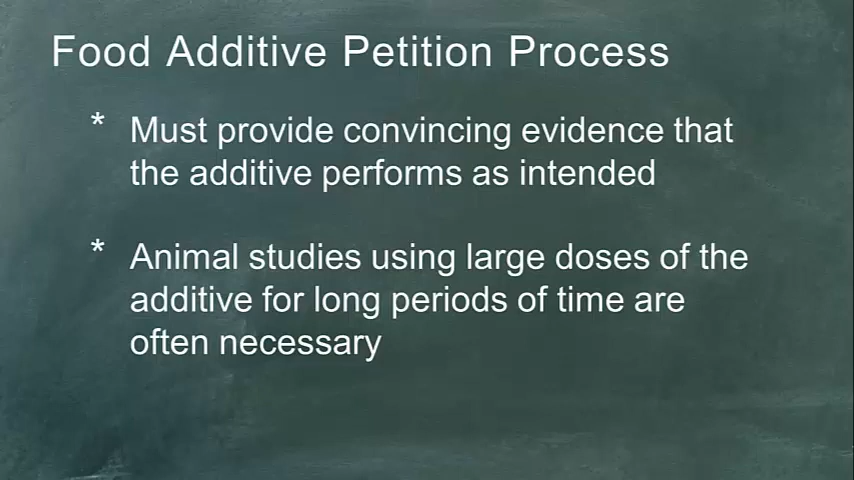 Food Additive Petition Process
* Must provide convincing evidence that
the additive performs as intended
* Animal studies using large doses of the
additive for long periods of time are
often necessary